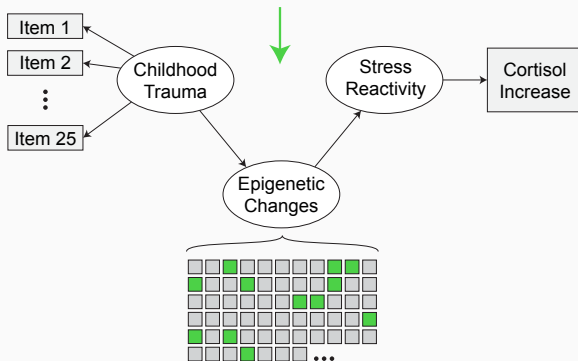 Item 1
Item 2
Item 25
Childhood
Trauma
Stress
Reactivity
Cortisol
Increase
Epigenetic
Changes